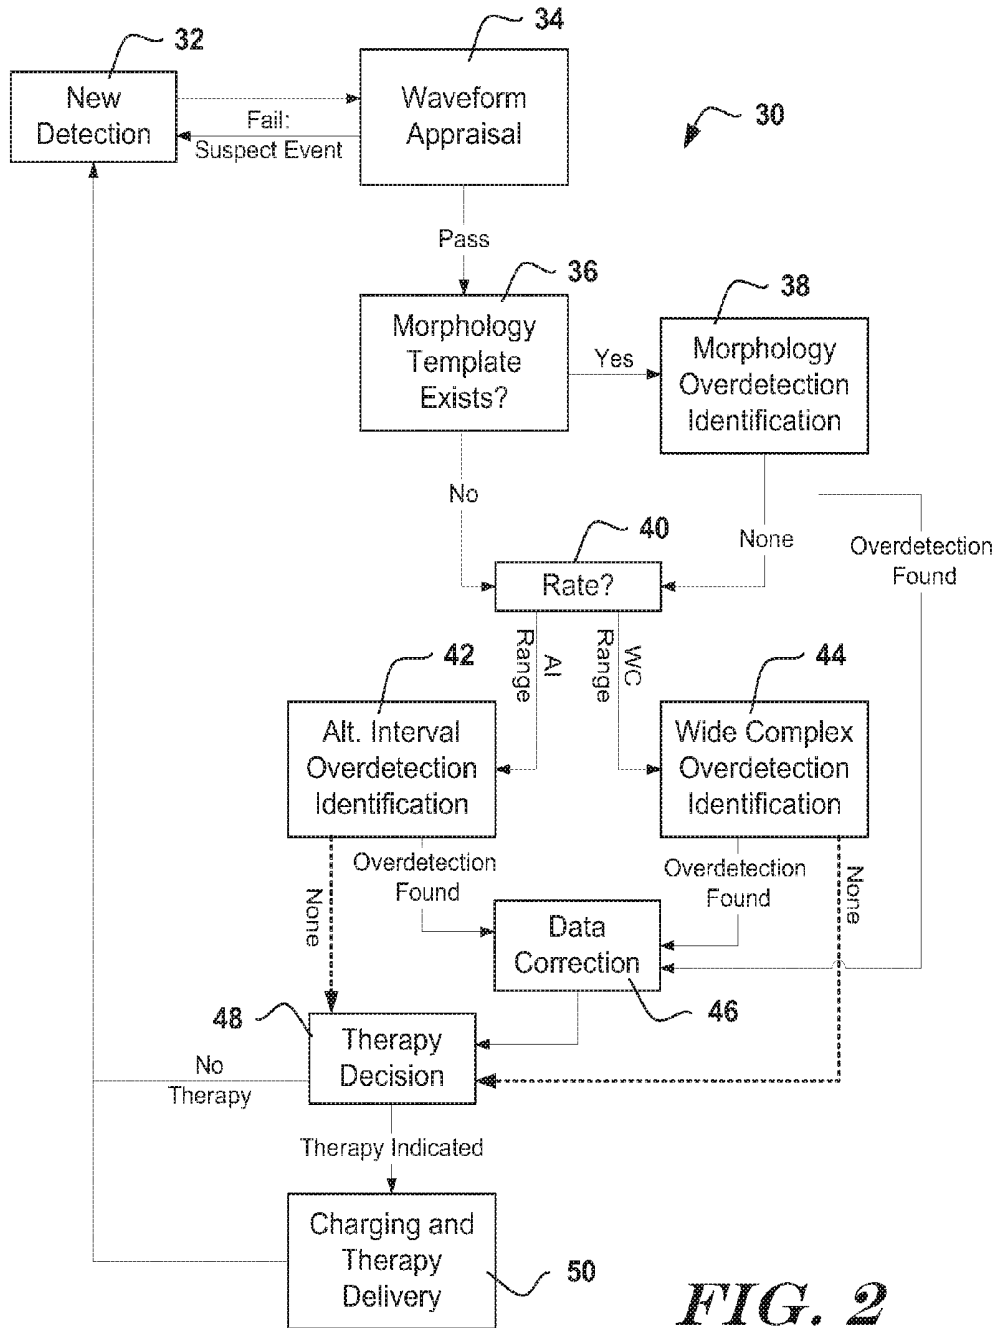 32
34
New
Detection
Waveform
Appraisal
30
Fail:
Suspect Event
Pass
36
38
Morphology
Template
Exists?
Yes
Morphology
Overdetection
Identification
No
40
None
Overdetection
Found
Rate?
AI
Range
WC
Range
42
44
Alt. Interval
Overdetection
Identification
Wide Complex
Overdetection
Identification
None
Overdetection
Found
Overdetection
Found
None
Data
Correction
46
48
Therapy
Decision
No
Therapy
Therapy Indicated
Charging and
Therapy
Delivery
50
FIG. 2